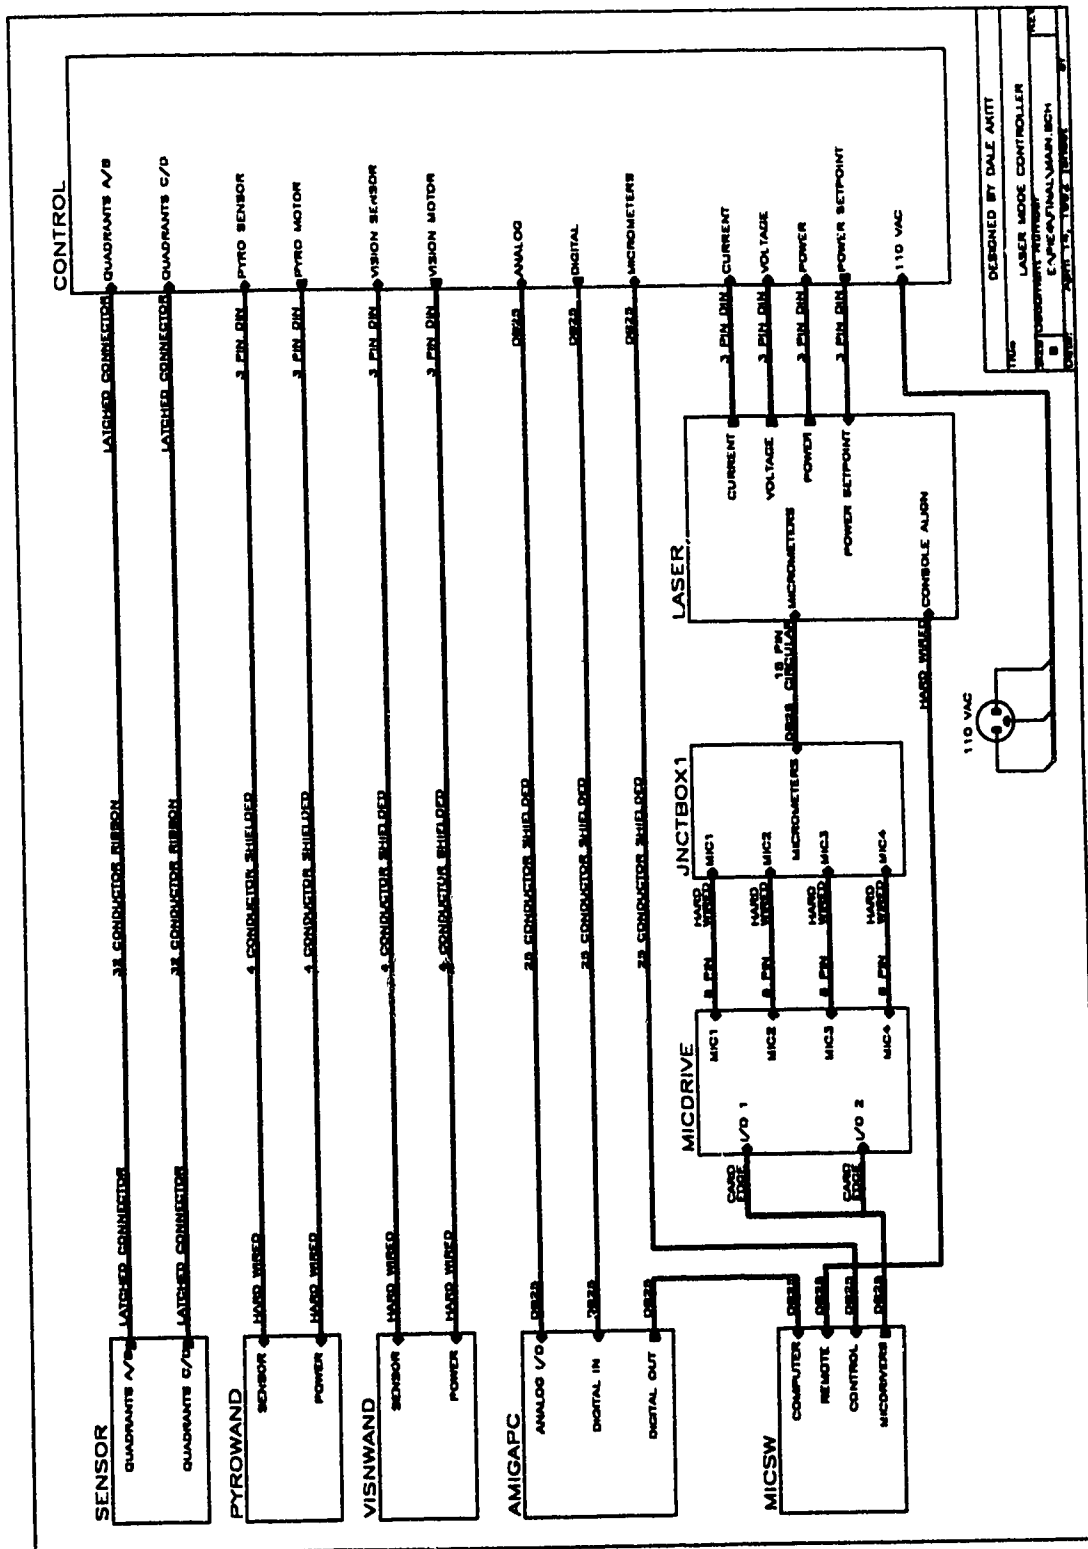 CONTROL
QUADRANTS A/B
QUADRANTS C/D
PYRO SENSOR
PYRO MOTOR
VISION SENSOR
VISION MOTOR
ANALOG
DIGITAL
MICROMETERS
CURRENT
VOLTAGE
POWER
POWER SETPOINT
110 VAC
LATCHED CONNECTOR
LATCHED CONNECTOR
3 PIN DIN
3 PIN DIN
3 PIN DIN
3 PIN DIN
DB25
DB25
DB25
3 PIN DIN
3 PIN DIN
3 PIN DIN
3 PIN DIN
32 CONDUCTOR RIBBON
32 CONDUCTOR RIBBON
4 CONDUCTOR SHIELDED
4 CONDUCTOR SHIELDED
4 CONDUCTOR SHIELDED
4 CONDUCTOR SHIELDED
25 CONDUCTOR SHIELDED
25 CONDUCTOR SHIELDED
25 CONDUCTOR SHIELDED
LATCHED CONNECTOR
LATCHED CONNECTOR
HARD WIRED
HARD WIRED
HARD WIRED
HARD WIRED
DB25
DB25
DB25
SENSOR
QUADRANTS A/B
QUADRANTS C/D
PYROWAND
SENSOR
POWER
VISNWAND
SENSOR
POWER
AMIGAPC
ANALOG I/O
DIGITAL IN
DIGITAL OUT
MICSW
COMPUTER
REMOTE
CONTROL
MICDRIVERS
DB25
DB25
DB25
DB25
MICDRIVE
I/O 1
I/O 2
CARD EDGE
CARD EDGE
MIC1
MIC2
MIC3
MIC4
8 PIN
8 PIN
8 PIN
8 PIN
HARD WIRED
HARD WIRED
HARD WIRED
HARD WIRED
JNCTBOX1
MIC1
MIC2
MIC3
MIC4
MICROMETERS
DB25
CIRCULAR
LASER
MICROMETERS
CONSOLE ALIGN
HARD WIRED
CURRENT
VOLTAGE
POWER
POWER SETPOINT
110 VAC
DESIGNED BY DALE AKITT
Title
LASER MODE CONTROLLER
Size Document Number
REV
B